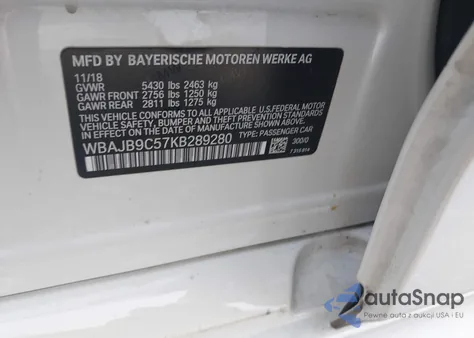 MFD BY BAYERISCHE MOTOREN WERKE AG
11/18
GVWR 5430 lbs 2463 kg
GAWR FRONT 2756 lbs 1250 kg
GAWR REAR 2811 lbs 1275 kg
THIS VEHICLE CONFORMS TO ALL APPLICABLE U.S. FEDERAL MOTOR
VEHICLE SAFETY, BUMPER AND THEFT PREVENTION STANDARDS
IN EFFECT ON THE DATE OF MANUFACTURE SHOWN ABOVE.
WBAJB9C57KB289280 TYPE: PASSENGER CAR
300/0
autoSnap
Pewne auta z aukcji USA i EU